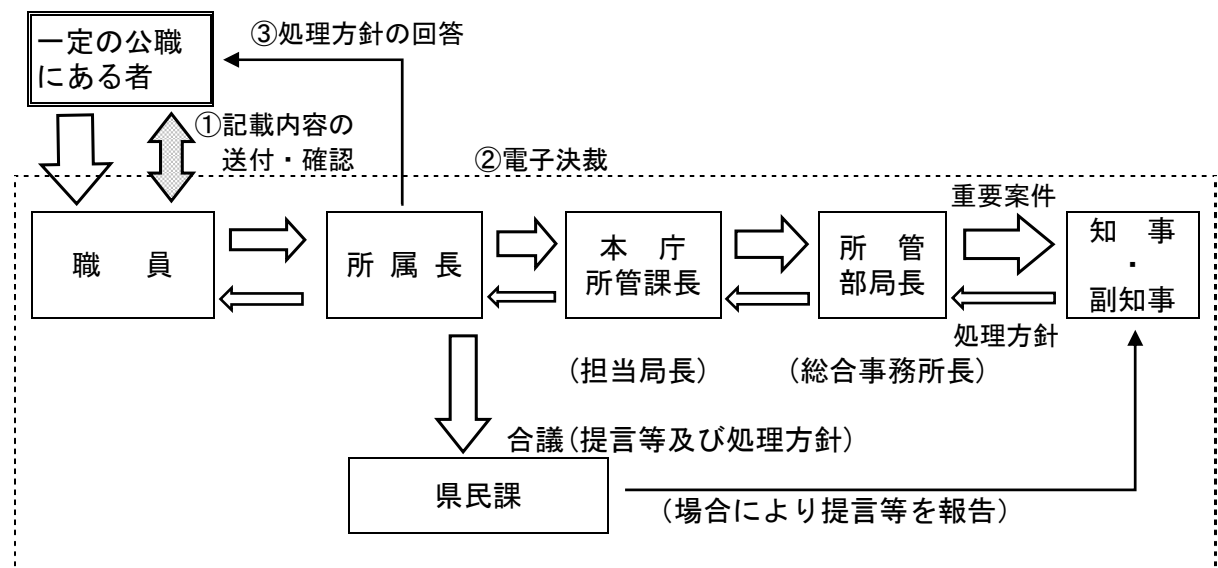 一定の公職
にある者
③処理方針の回答
①記載内容の
送付・確認
②電子決裁
重要案件
職　員
所 属 長
本　庁
所管課長
所　管
部局長
知　事
・
副知事
処理方針
（担当局長）
（総合事務所長）
合議（提言等及び処理方針）
県民課
（場合により提言等を報告）